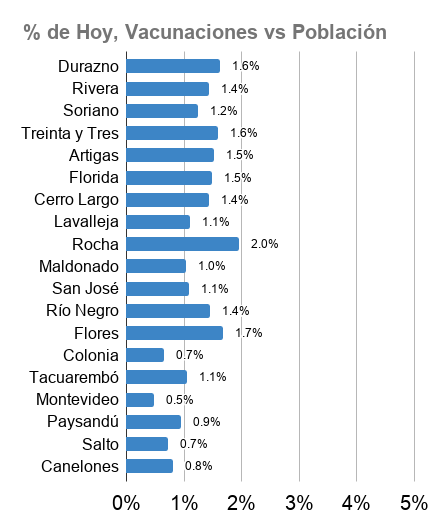 % de Hoy, Vacunaciones vs Población
Durazno 1.6%
Rivera 1.4%
Soriano 1.2%
Treinta y Tres 1.6%
Artigas 1.5%
Florida 1.5%
Cerro Largo 1.4%
Lavalleja 1.1%
Rocha 2.0%
Maldonado 1.0%
San José 1.1%
Río Negro 1.4%
Flores 1.7%
Colonia 0.7%
Tacuarembó 1.1%
Montevideo 0.5%
Paysandú 0.9%
Salto 0.7%
Canelones 0.8%
0% 1% 2% 3% 4% 5%